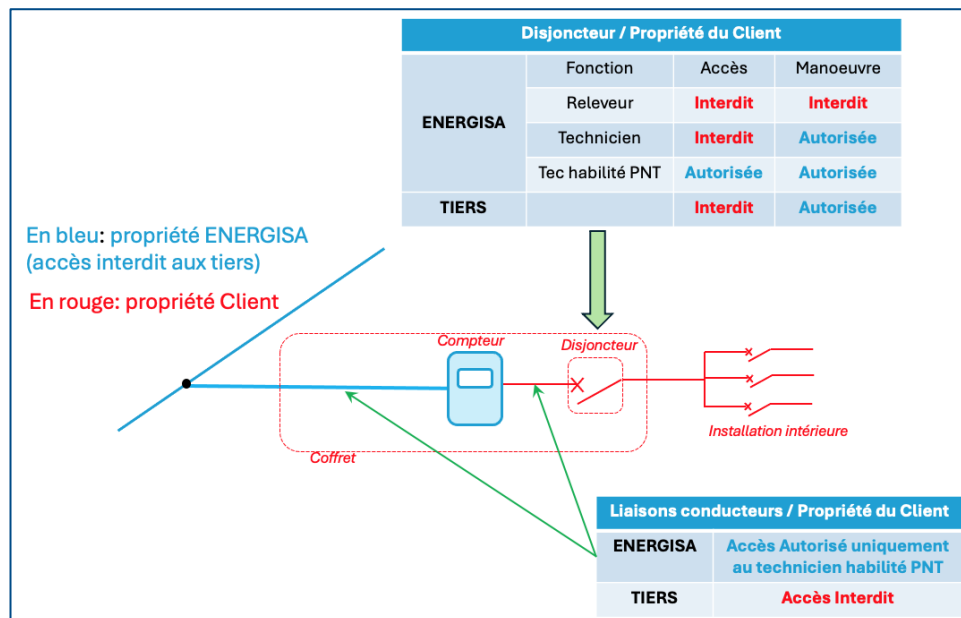 Disjoncteur / Propriété du Client
Fonction Accès Manoeuvre
ENERGISA
Releveur Interdit Interdit
Technicien Interdit Autorisée
Tec habilité PNT Autorisée Autorisée
TIERS Interdit Autorisée
En bleu: propriété ENERGISA
(accès interdit aux tiers)
En rouge: propriété Client
Compteur
Disjoncteur
Coffret
Installation intérieure
Liaisons conducteurs / Propriété du Client
ENERGISA Accès Autorisé uniquement
au technicien habilité PNT
TIERS Accès Interdit